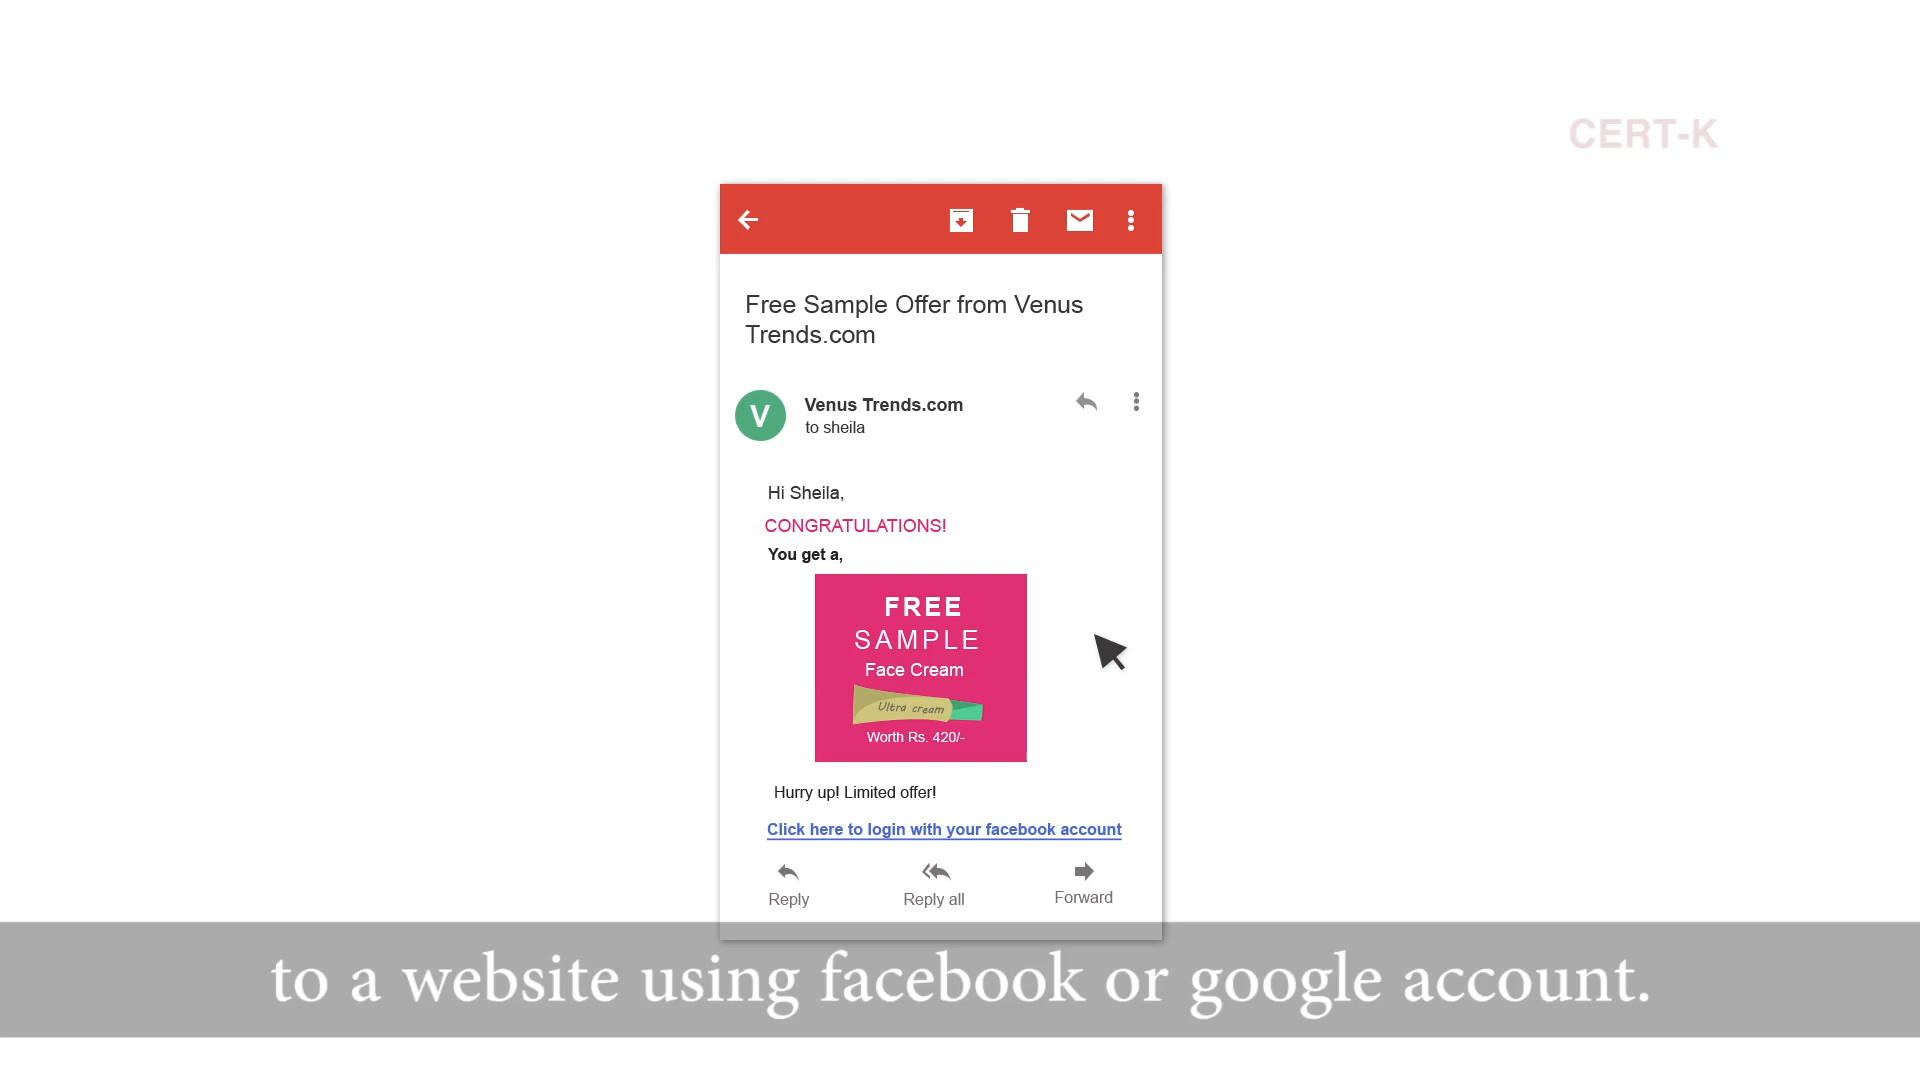 CERT-K
Free Sample Offer from Venus
Trends.com
V
Venus Trends.com
to sheila
Hi Sheila,
CONGRATULATIONS!
You get a,
FREE
SAMPLE
Face Cream
Ultra cream
Worth Rs. 420/-
Hurry up! Limited offer!
Click here to login with your facebook account
Reply
Reply all
Forward
to a website using facebook or google account.